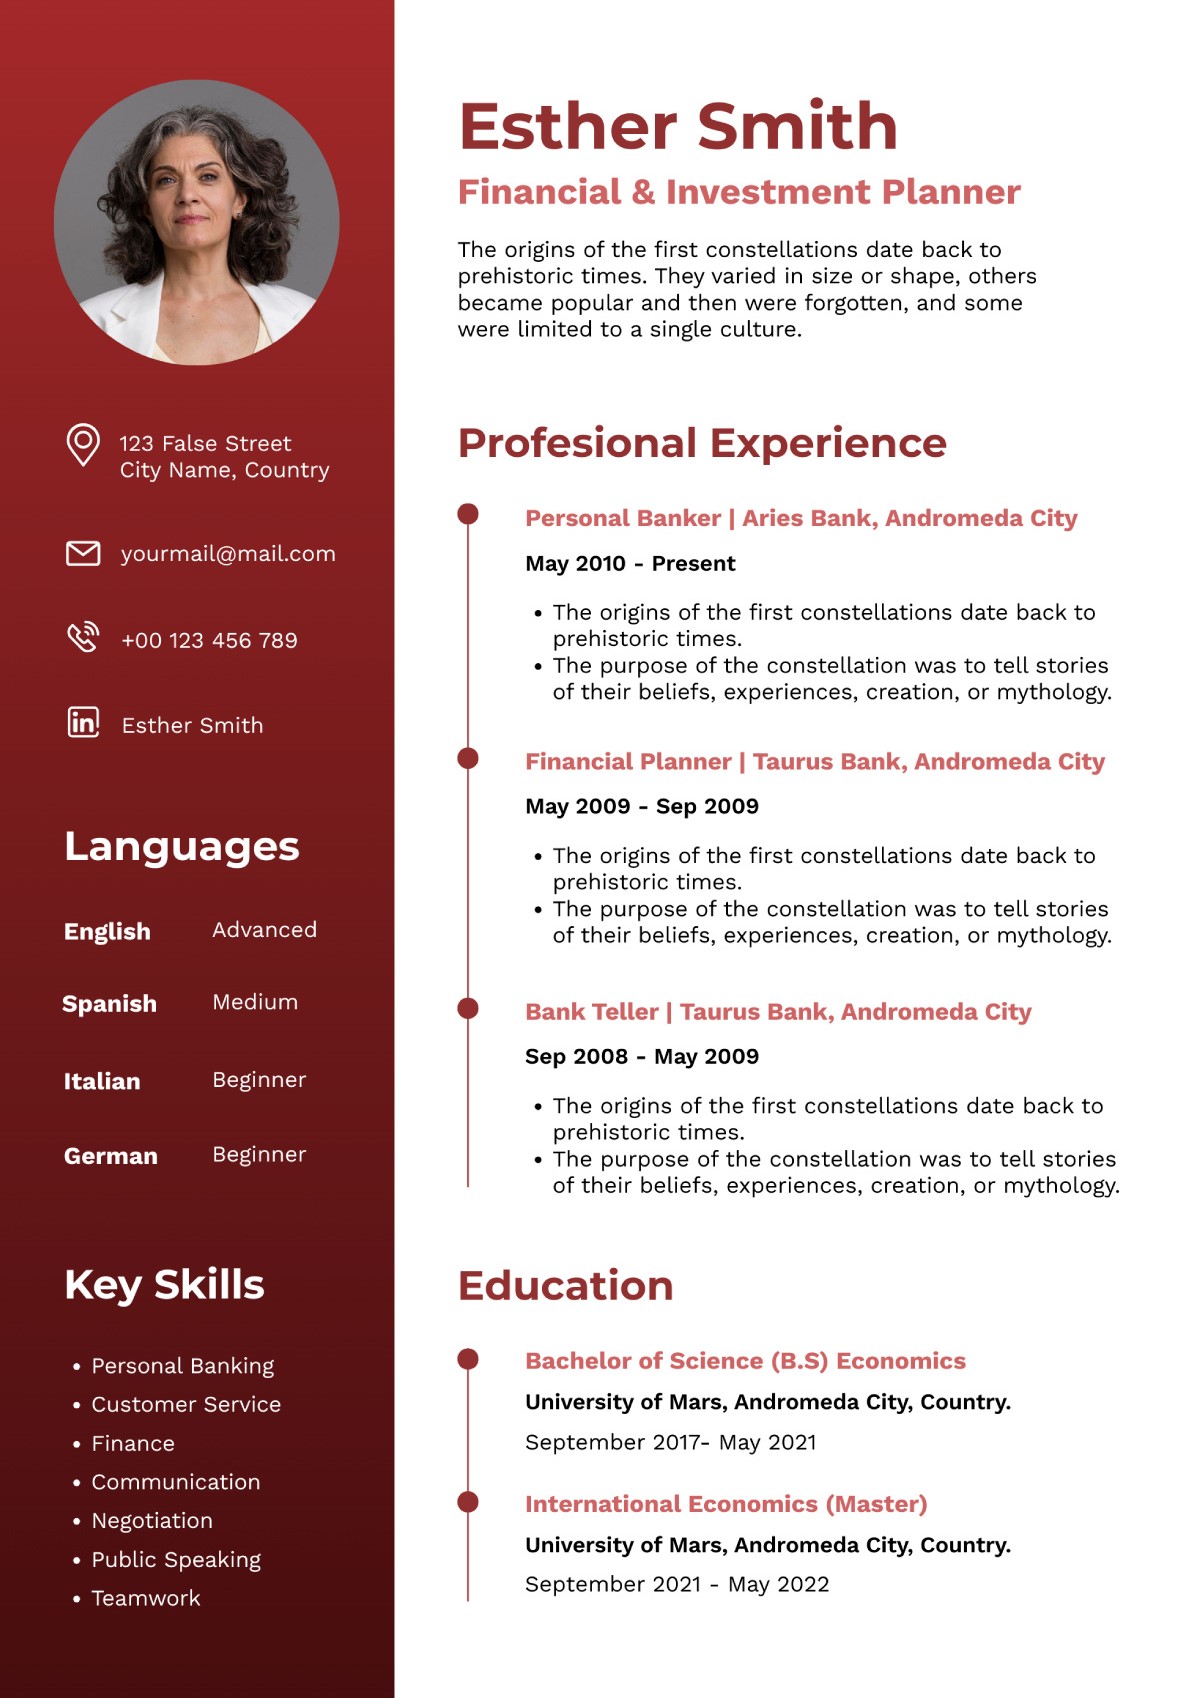 Esther Smith
Financial & Investment Planner
The origins of the first constellations date back to
prehistoric times. They varied in size or shape, others
became popular and then were forgotten, and some
were limited to a single culture.
123 False Street
City Name, Country
yourmail@mail.com
+00 123 456 789
in
Esther Smith
Languages
English Advanced
Spanish Medium
Italian Beginner
German Beginner
Key Skills
• Personal Banking
• Customer Service
• Finance
• Communication
• Negotiation
• Public Speaking
• Teamwork
Profesional Experience
Personal Banker | Aries Bank, Andromeda City
May 2010 - Present
• The origins of the first constellations date back to
prehistoric times.
• The purpose of the constellation was to tell stories
of their beliefs, experiences, creation, or mythology.
Financial Planner | Taurus Bank, Andromeda City
May 2009 - Sep 2009
• The origins of the first constellations date back to
prehistoric times.
• The purpose of the constellation was to tell stories
of their beliefs, experiences, creation, or mythology.
Bank Teller | Taurus Bank, Andromeda City
Sep 2008 - May 2009
• The origins of the first constellations date back to
prehistoric times.
• The purpose of the constellation was to tell stories
of their beliefs, experiences, creation, or mythology.
Education
Bachelor of Science (B.S) Economics
University of Mars, Andromeda City, Country.
September 2017- May 2021
International Economics (Master)
University of Mars, Andromeda City, Country.
September 2021 - May 2022